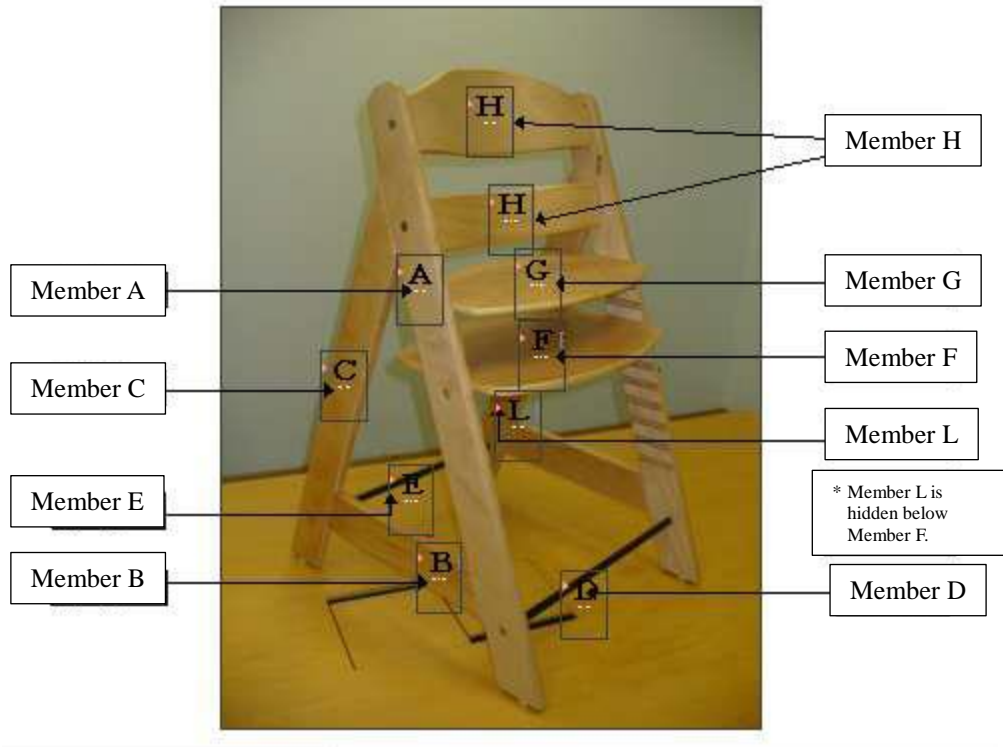 H
Member H
H
Member A
A
G
Member G
F
Member F
Member C
C
L
Member L
* Member L is
hidden below
Member F.
Member E
E
Member B
B
D
Member D